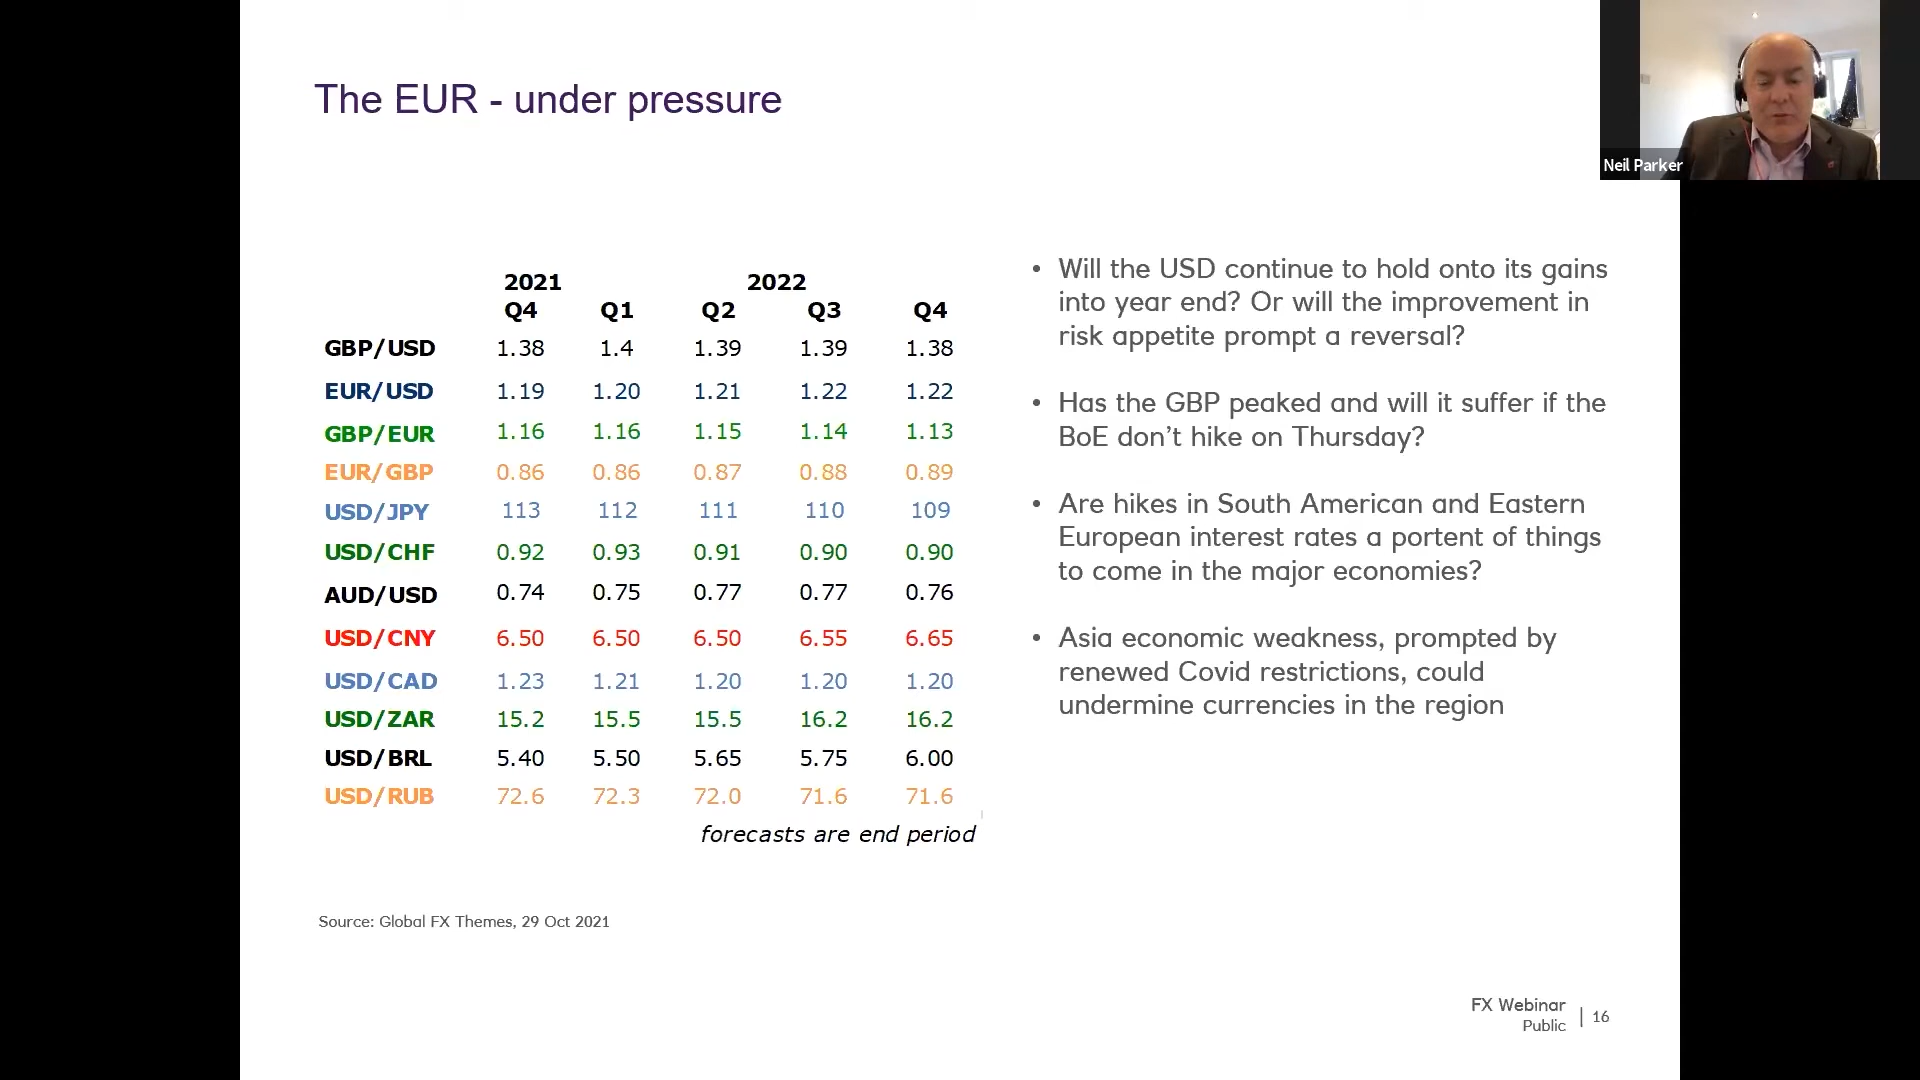 The EUR - under pressure
Neil Parker
2021 2022
Q4 Q1 Q2 Q3 Q4
GBP/USD 1.38 1.4 1.39 1.39 1.38
EUR/USD 1.19 1.20 1.21 1.22 1.22
GBP/EUR 1.16 1.16 1.15 1.14 1.13
EUR/GBP 0.86 0.86 0.87 0.88 0.89
USD/JPY 113 112 111 110 109
USD/CHF 0.92 0.93 0.91 0.90 0.90
AUD/USD 0.74 0.75 0.77 0.77 0.76
USD/CNY 6.50 6.50 6.50 6.55 6.65
USD/CAD 1.23 1.21 1.20 1.20 1.20
USD/ZAR 15.2 15.5 15.5 16.2 16.2
USD/BRL 5.40 5.50 5.65 5.75 6.00
USD/RUB 72.6 72.3 72.0 71.6 71.6
forecasts are end period
• Will the USD continue to hold onto its gains
into year end? Or will the improvement in
risk appetite prompt a reversal?
• Has the GBP peaked and will it suffer if the
BoE don’t hike on Thursday?
• Are hikes in South American and Eastern
European interest rates a portent of things
to come in the major economies?
• Asia economic weakness, prompted by
renewed Covid restrictions, could
undermine currencies in the region
Source: Global FX Themes, 29 Oct 2021
FX Webinar
Public
16